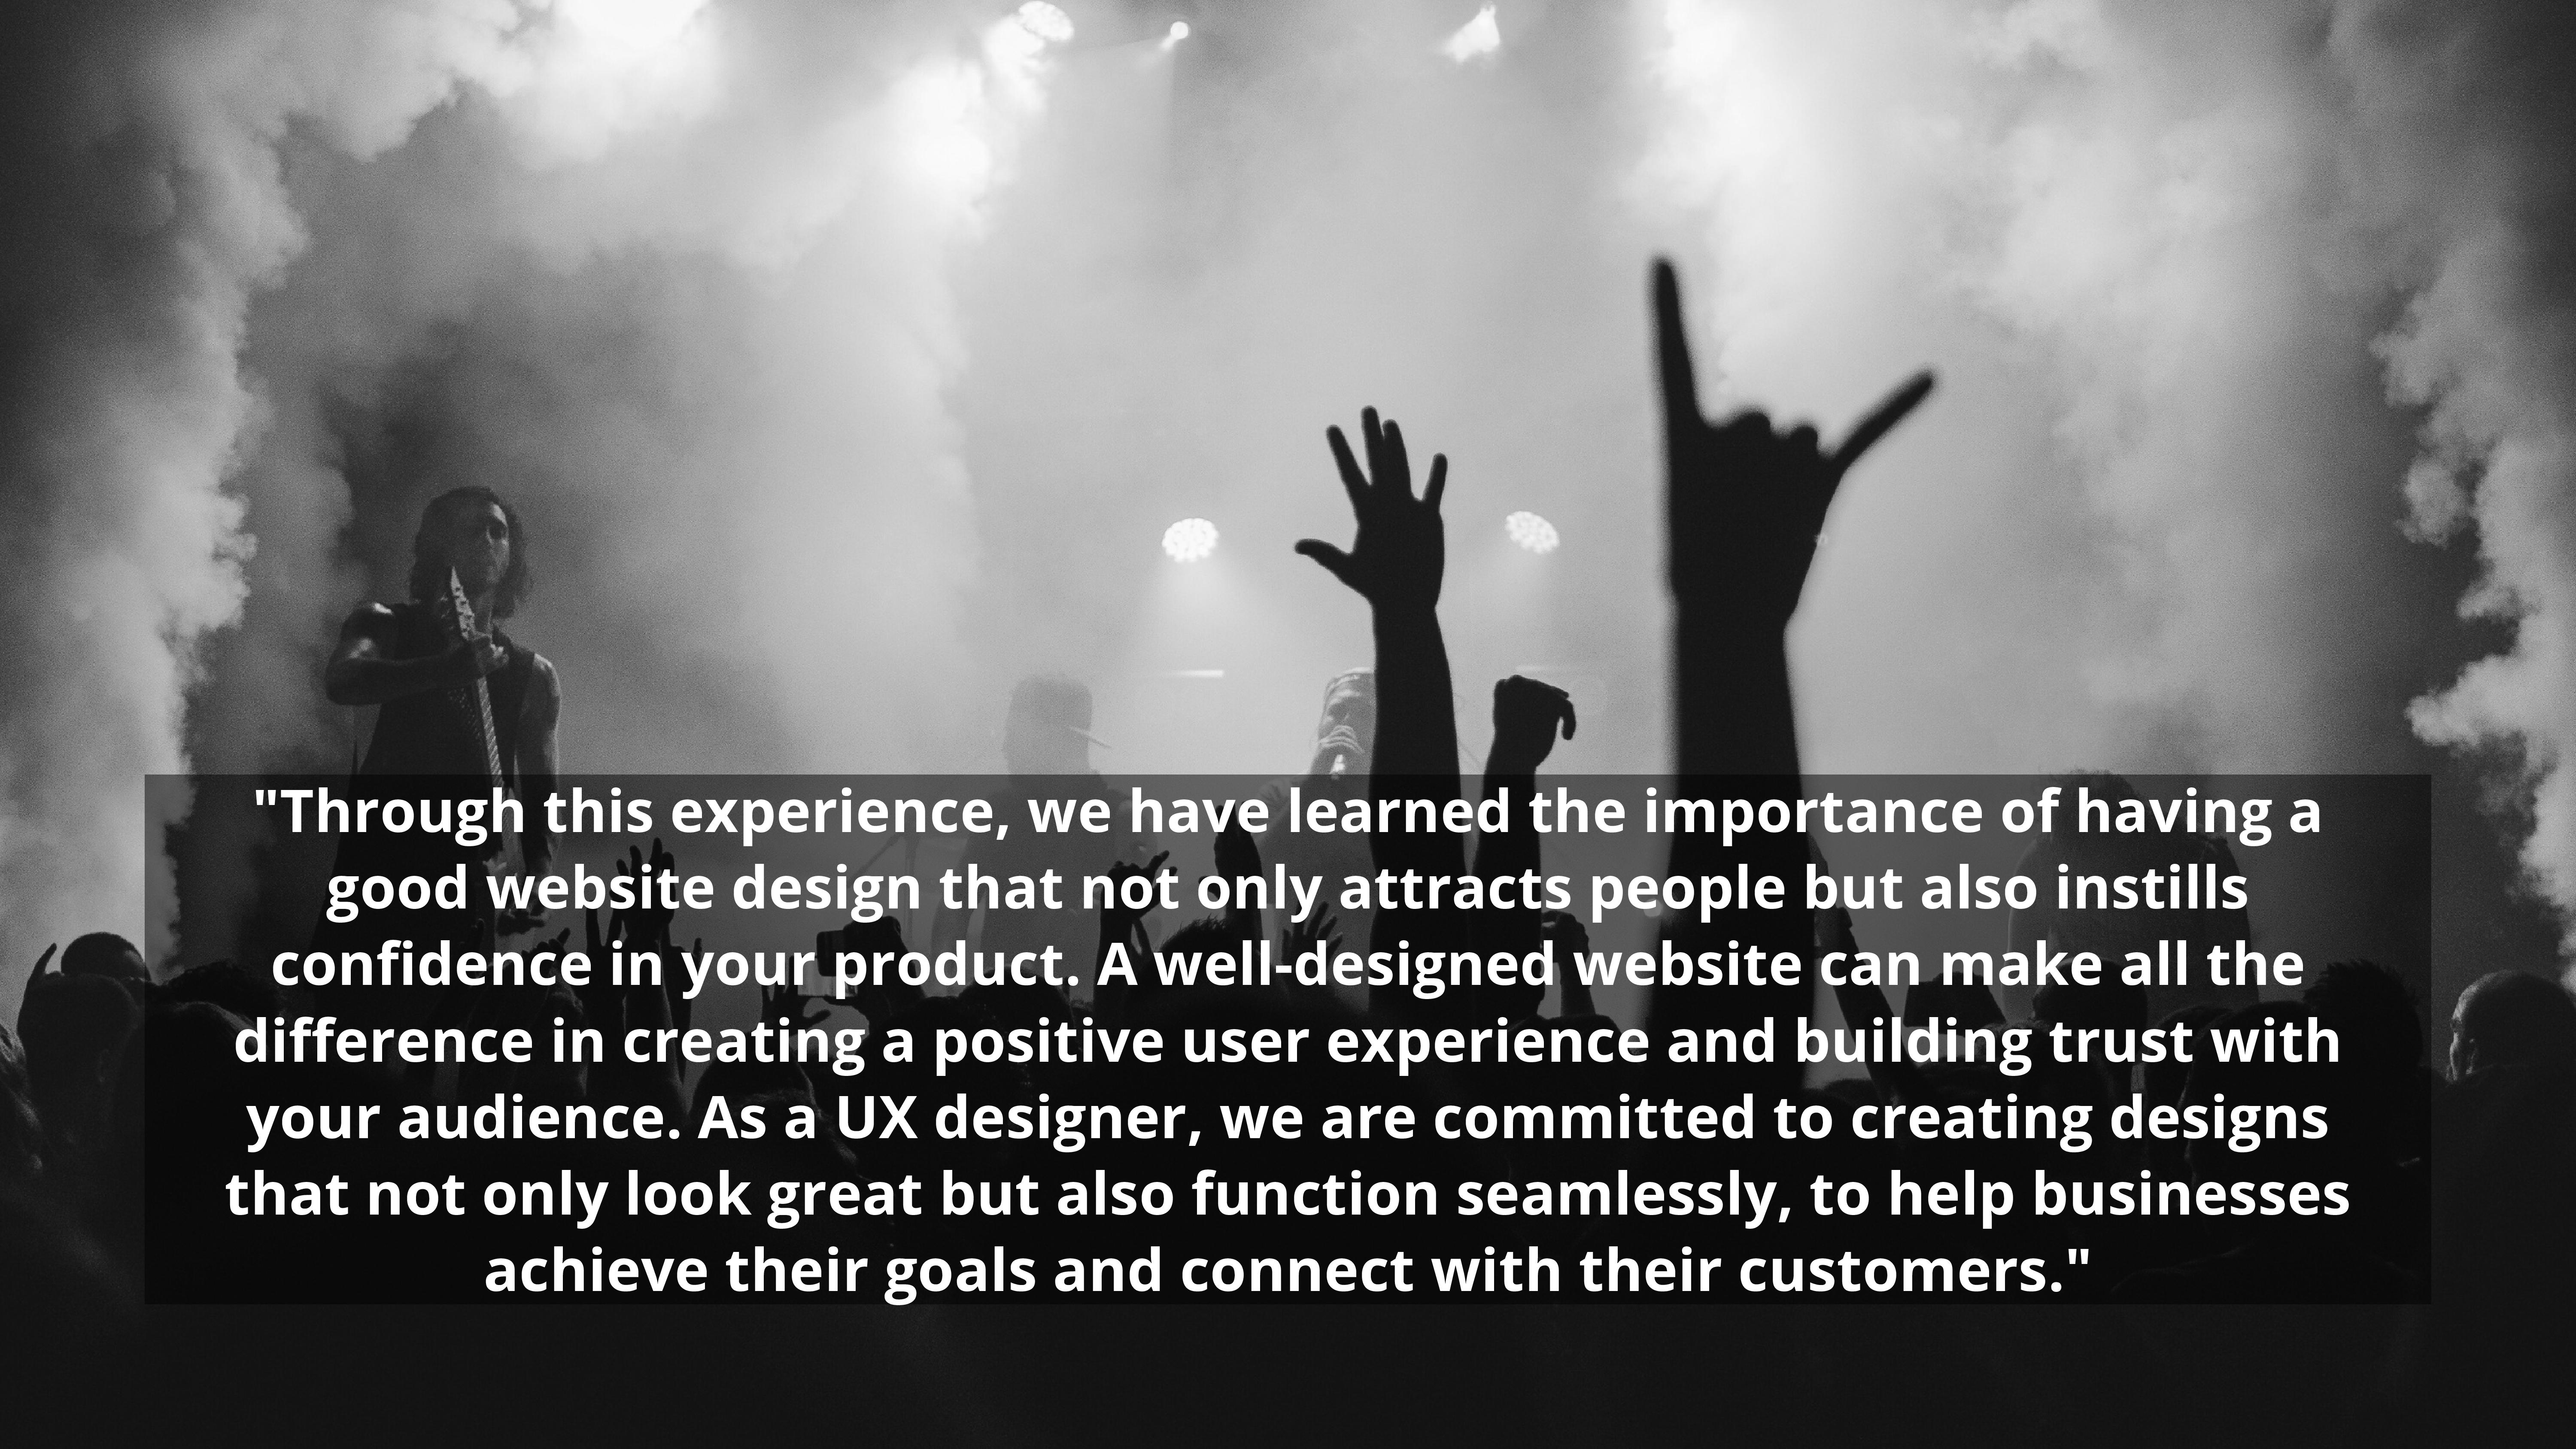 "Through this experience, we have learned the importance of having a
good website design that not only attracts people but also instills
confidence in your product. A well-designed website can make all the
difference in creating a positive user experience and building trust with
your audience. As a UX designer, we are committed to creating designs
that not only look great but also function seamlessly, to help businesses
achieve their goals and connect with their customers."